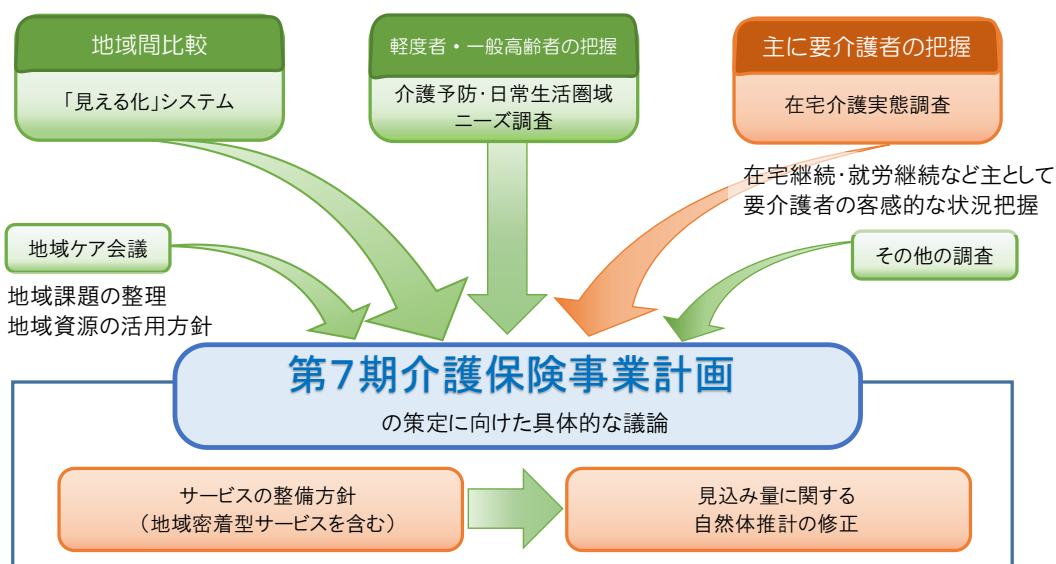 地域間比較
「見える化」システム
軽度者・一般高齢者の把握
介護予防・日常生活圏域
ニーズ調査
主に要介護者の把握
在宅介護実態調査
在宅継続・就労継続など主として
要介護者の客感的な状況把握
地域ケア会議
地域課題の整理
地域資源の活用方針
その他の調査
第7期介護保険事業計画
の策定に向けた具体的な議論
サービスの整備方針
（地域密着型サービスを含む）
見込み量に関する
自然体推計の修正